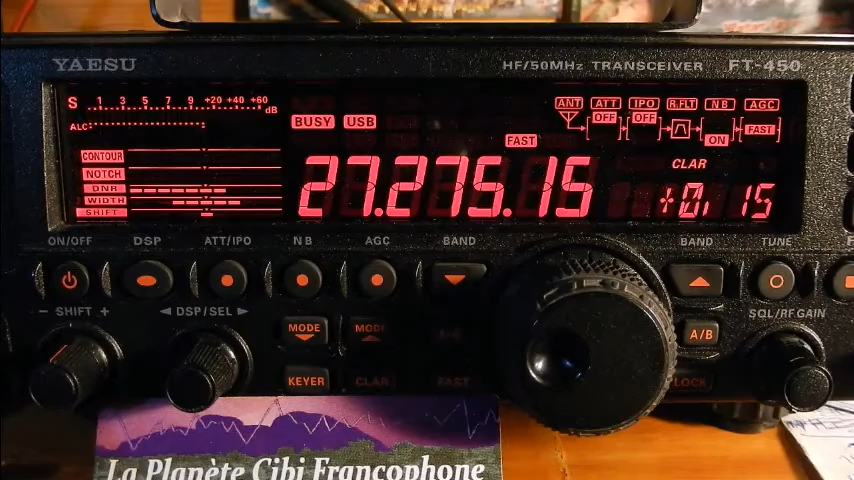 YAESU HF/50MHz TRANSCEIVER FT-450
S 1 3 5 7 9 +20 +40 +60 dB
ALC
BUSY USB
ANT ATT IPO R.FLT NB AGC
OFF OFF ON FAST
FAST
CONTOUR
NOTCH
DNR
WIDTH
SHIFT
27.275.15
CLAR
+0, 15
ON/OFF DSP ATT/IPO NB AGC BAND BAND TUNE F
− SHIFT + ◄ DSP/SEL ► SQL/RF GAIN
MODE MODE A/B
KEYER CLAR FAST LOCK
La Planète Cibi Francophone